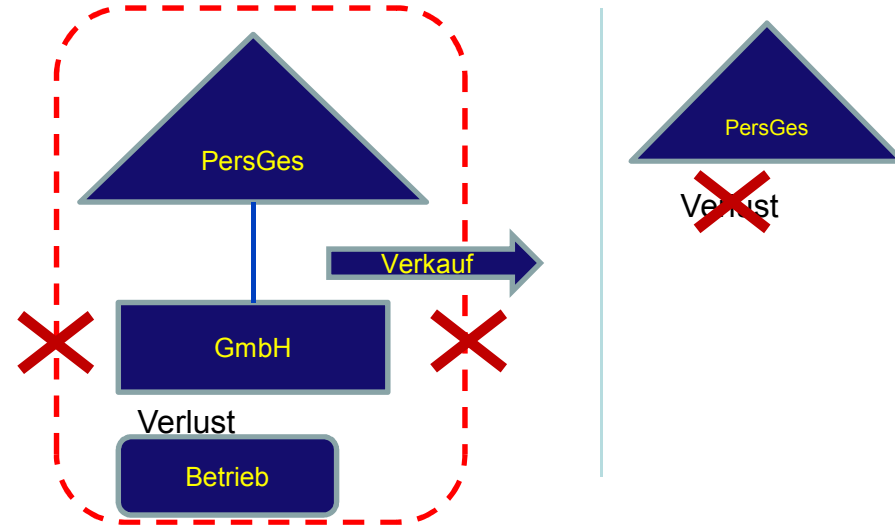 PersGes
Verkauf
GmbH
Verlust
Betrieb
PersGes
Verlust